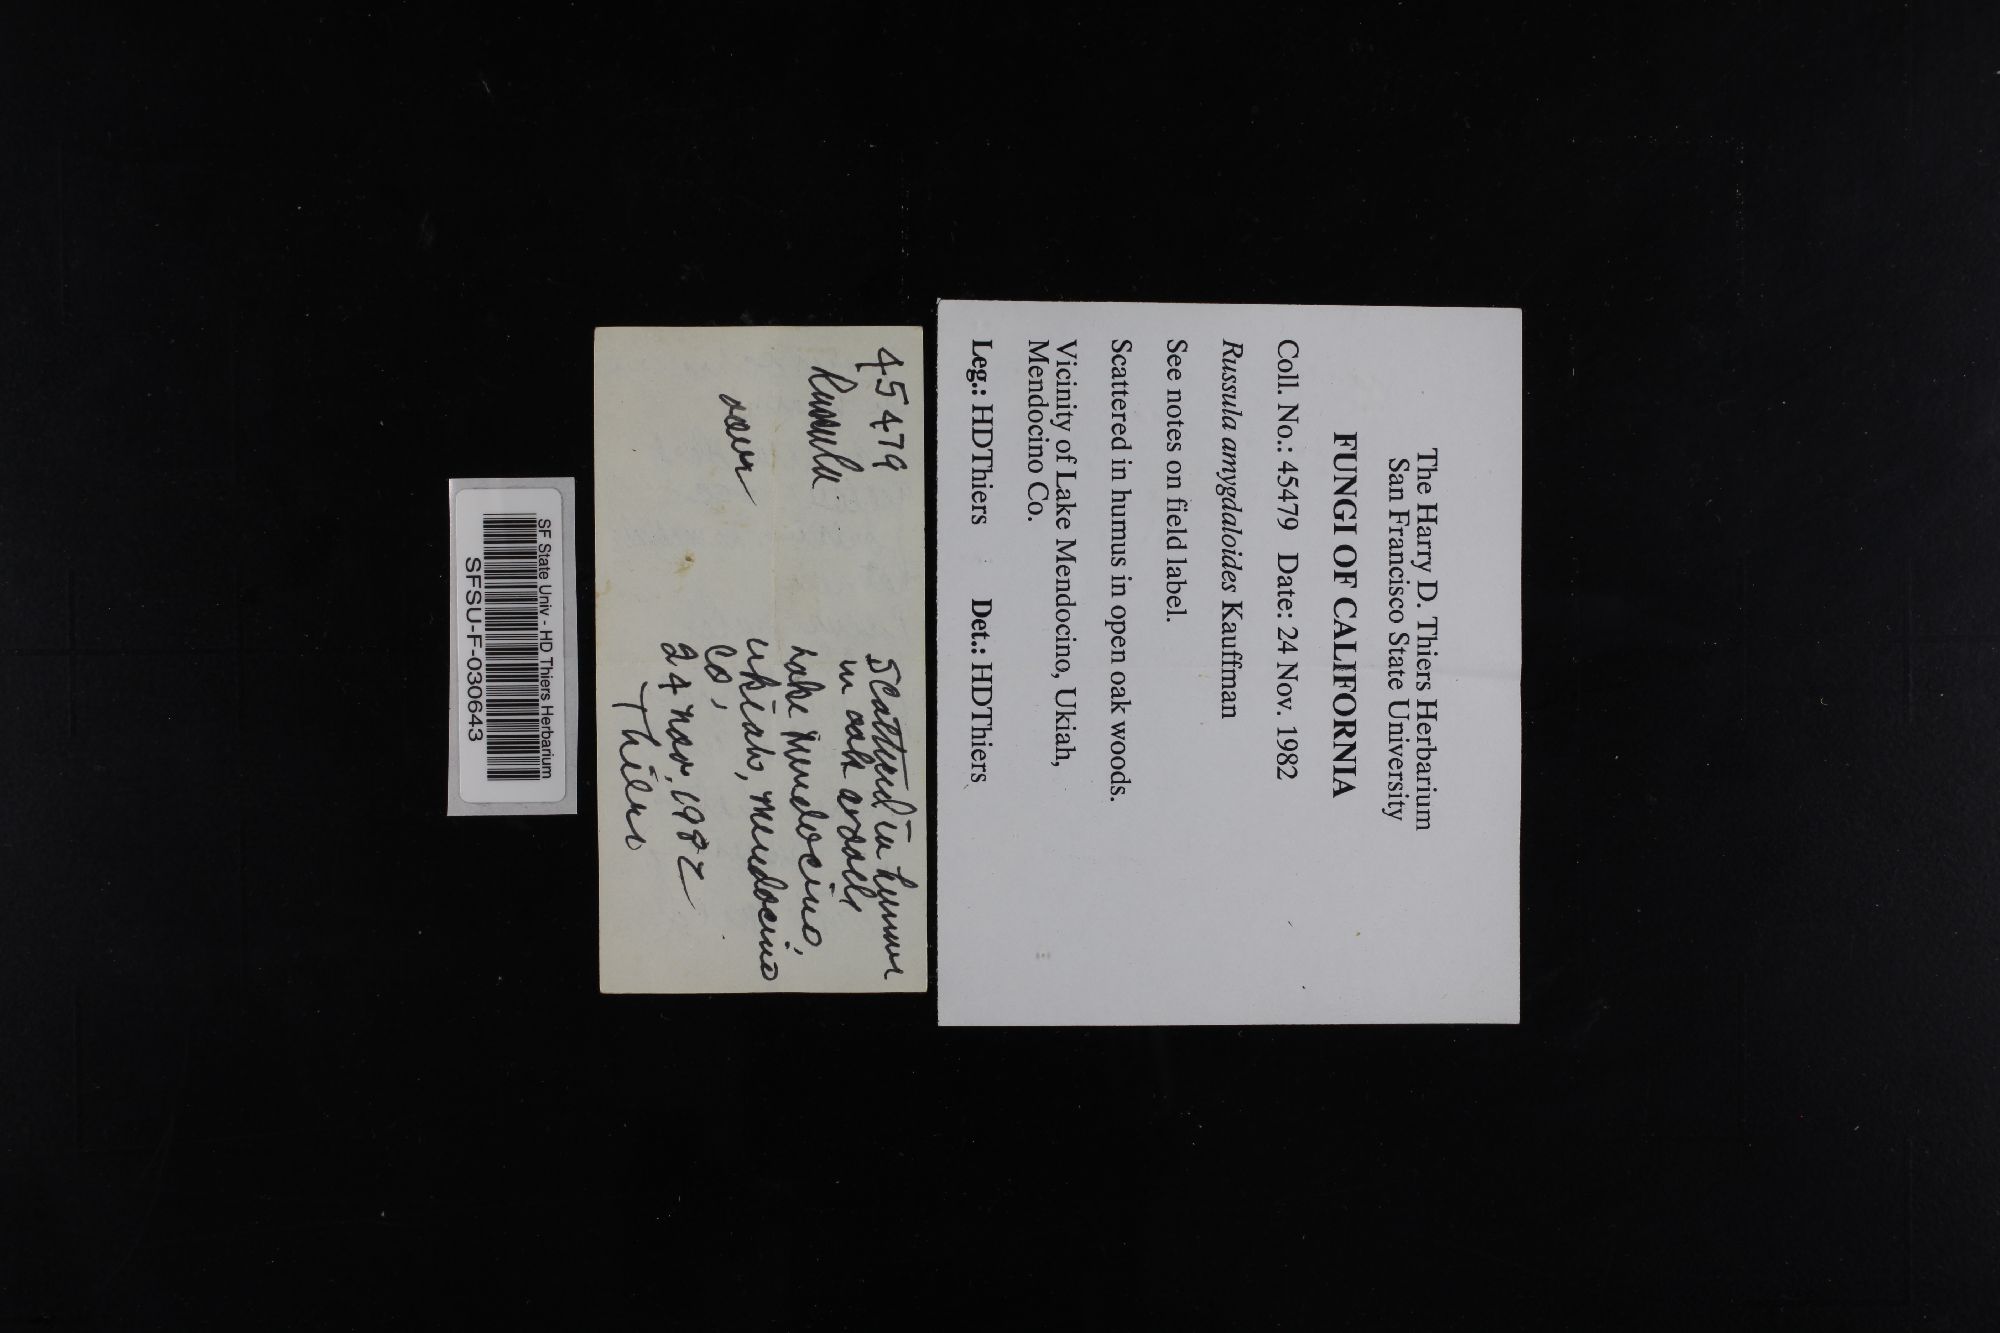 The Harry D. Thiers Herbarium
San Francisco State University
FUNGI OF CALIFORNIA
Coll. No.: 45479 Date: 24 Nov. 1982
Russula amygdaloides Kauffman
See notes on field label.
Scattered in humus in open oak woods.
Vicinity of Lake Mendocino, Ukiah,
Mendocino Co.
Leg.: HDThiers Det.: HDThiers
45479
Russula
over
Scattered in humus
in oak woods
Lake Mendocino,
Ukiah, Mendocino
Co,
24 Nov, 1982
Thiers
SF State Univ - HD Thiers Herbarium
SFSU-F-030643